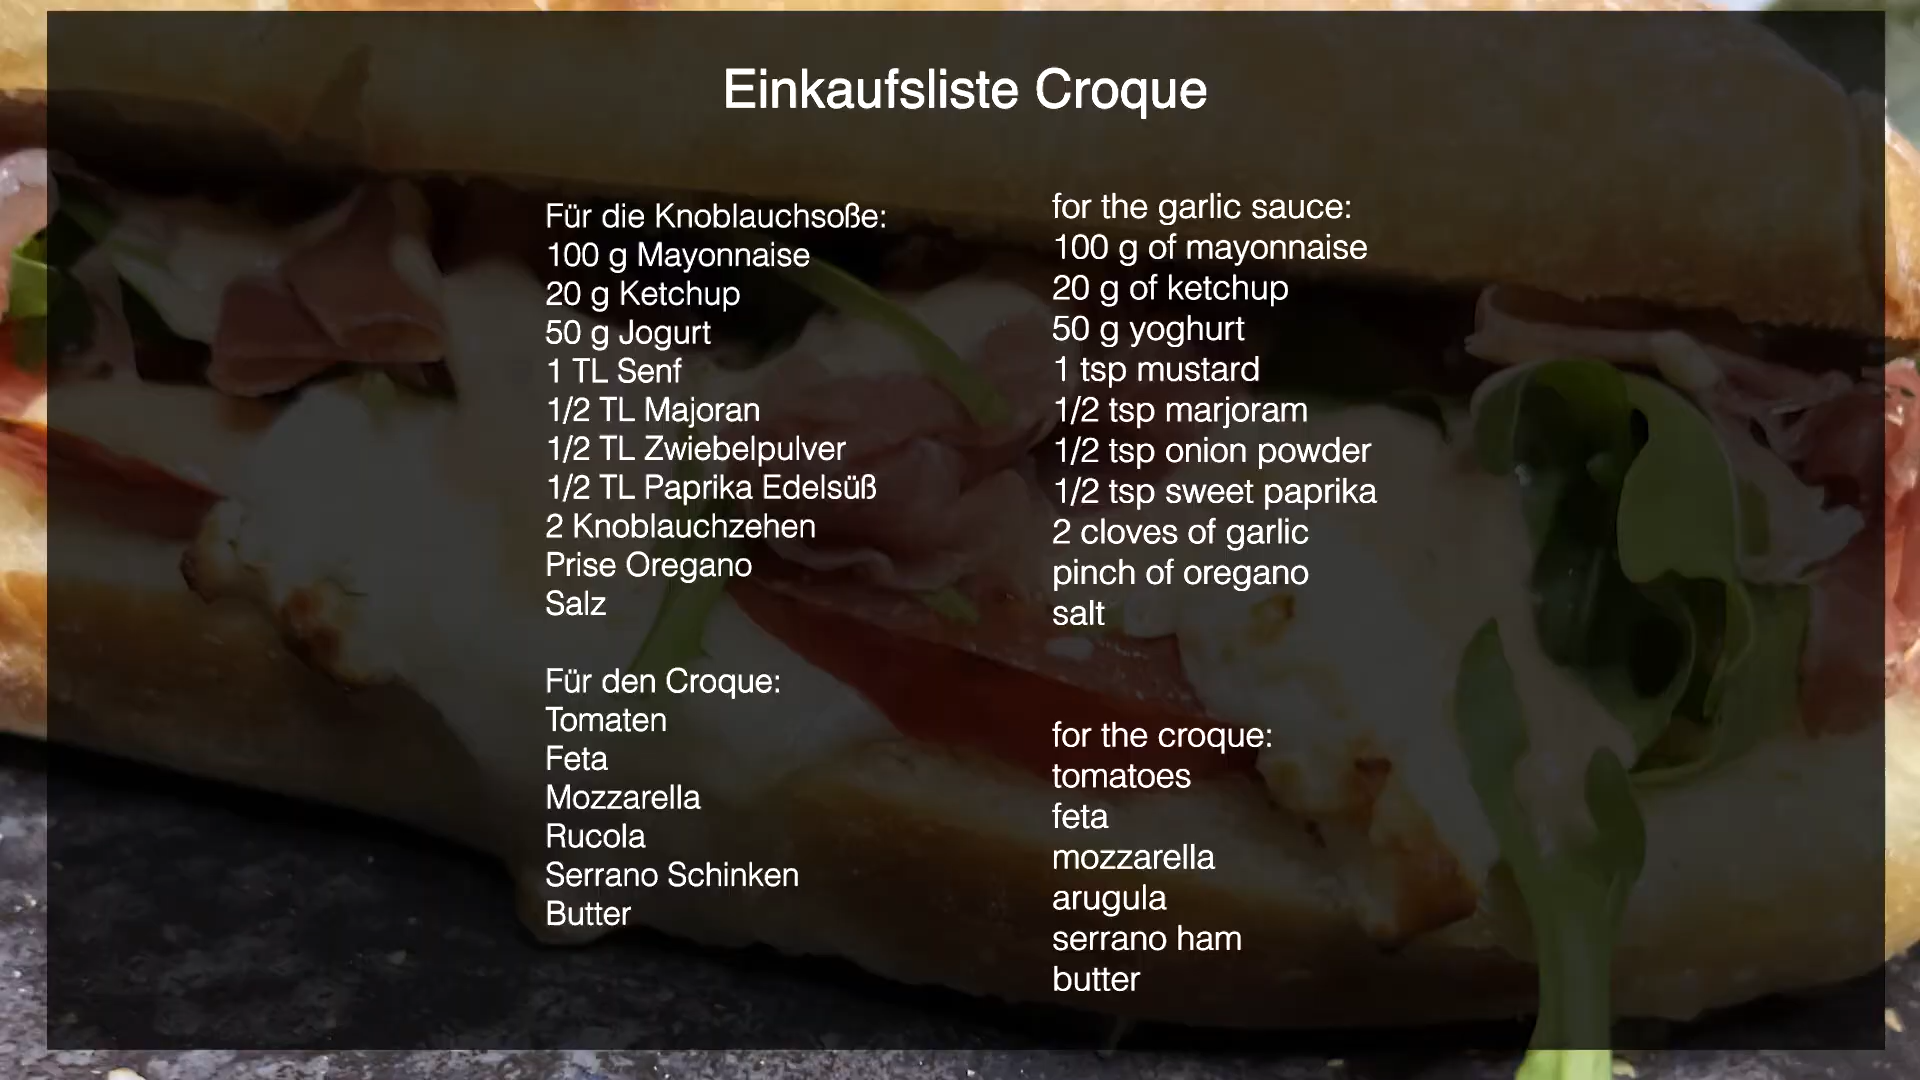 Einkaufsliste Croque
Für die Knoblauchsoße:
100 g Mayonnaise
20 g Ketchup
50 g Jogurt
1 TL Senf
1/2 TL Majoran
1/2 TL Zwiebelpulver
1/2 TL Paprika Edelsüß
2 Knoblauchzehen
Prise Oregano
Salz
Für den Croque:
Tomaten
Feta
Mozzarella
Rucola
Serrano Schinken
Butter
for the garlic sauce:
100 g of mayonnaise
20 g of ketchup
50 g yoghurt
1 tsp mustard
1/2 tsp marjoram
1/2 tsp onion powder
1/2 tsp sweet paprika
2 cloves of garlic
pinch of oregano
salt
for the croque:
tomatoes
feta
mozzarella
arugula
serrano ham
butter